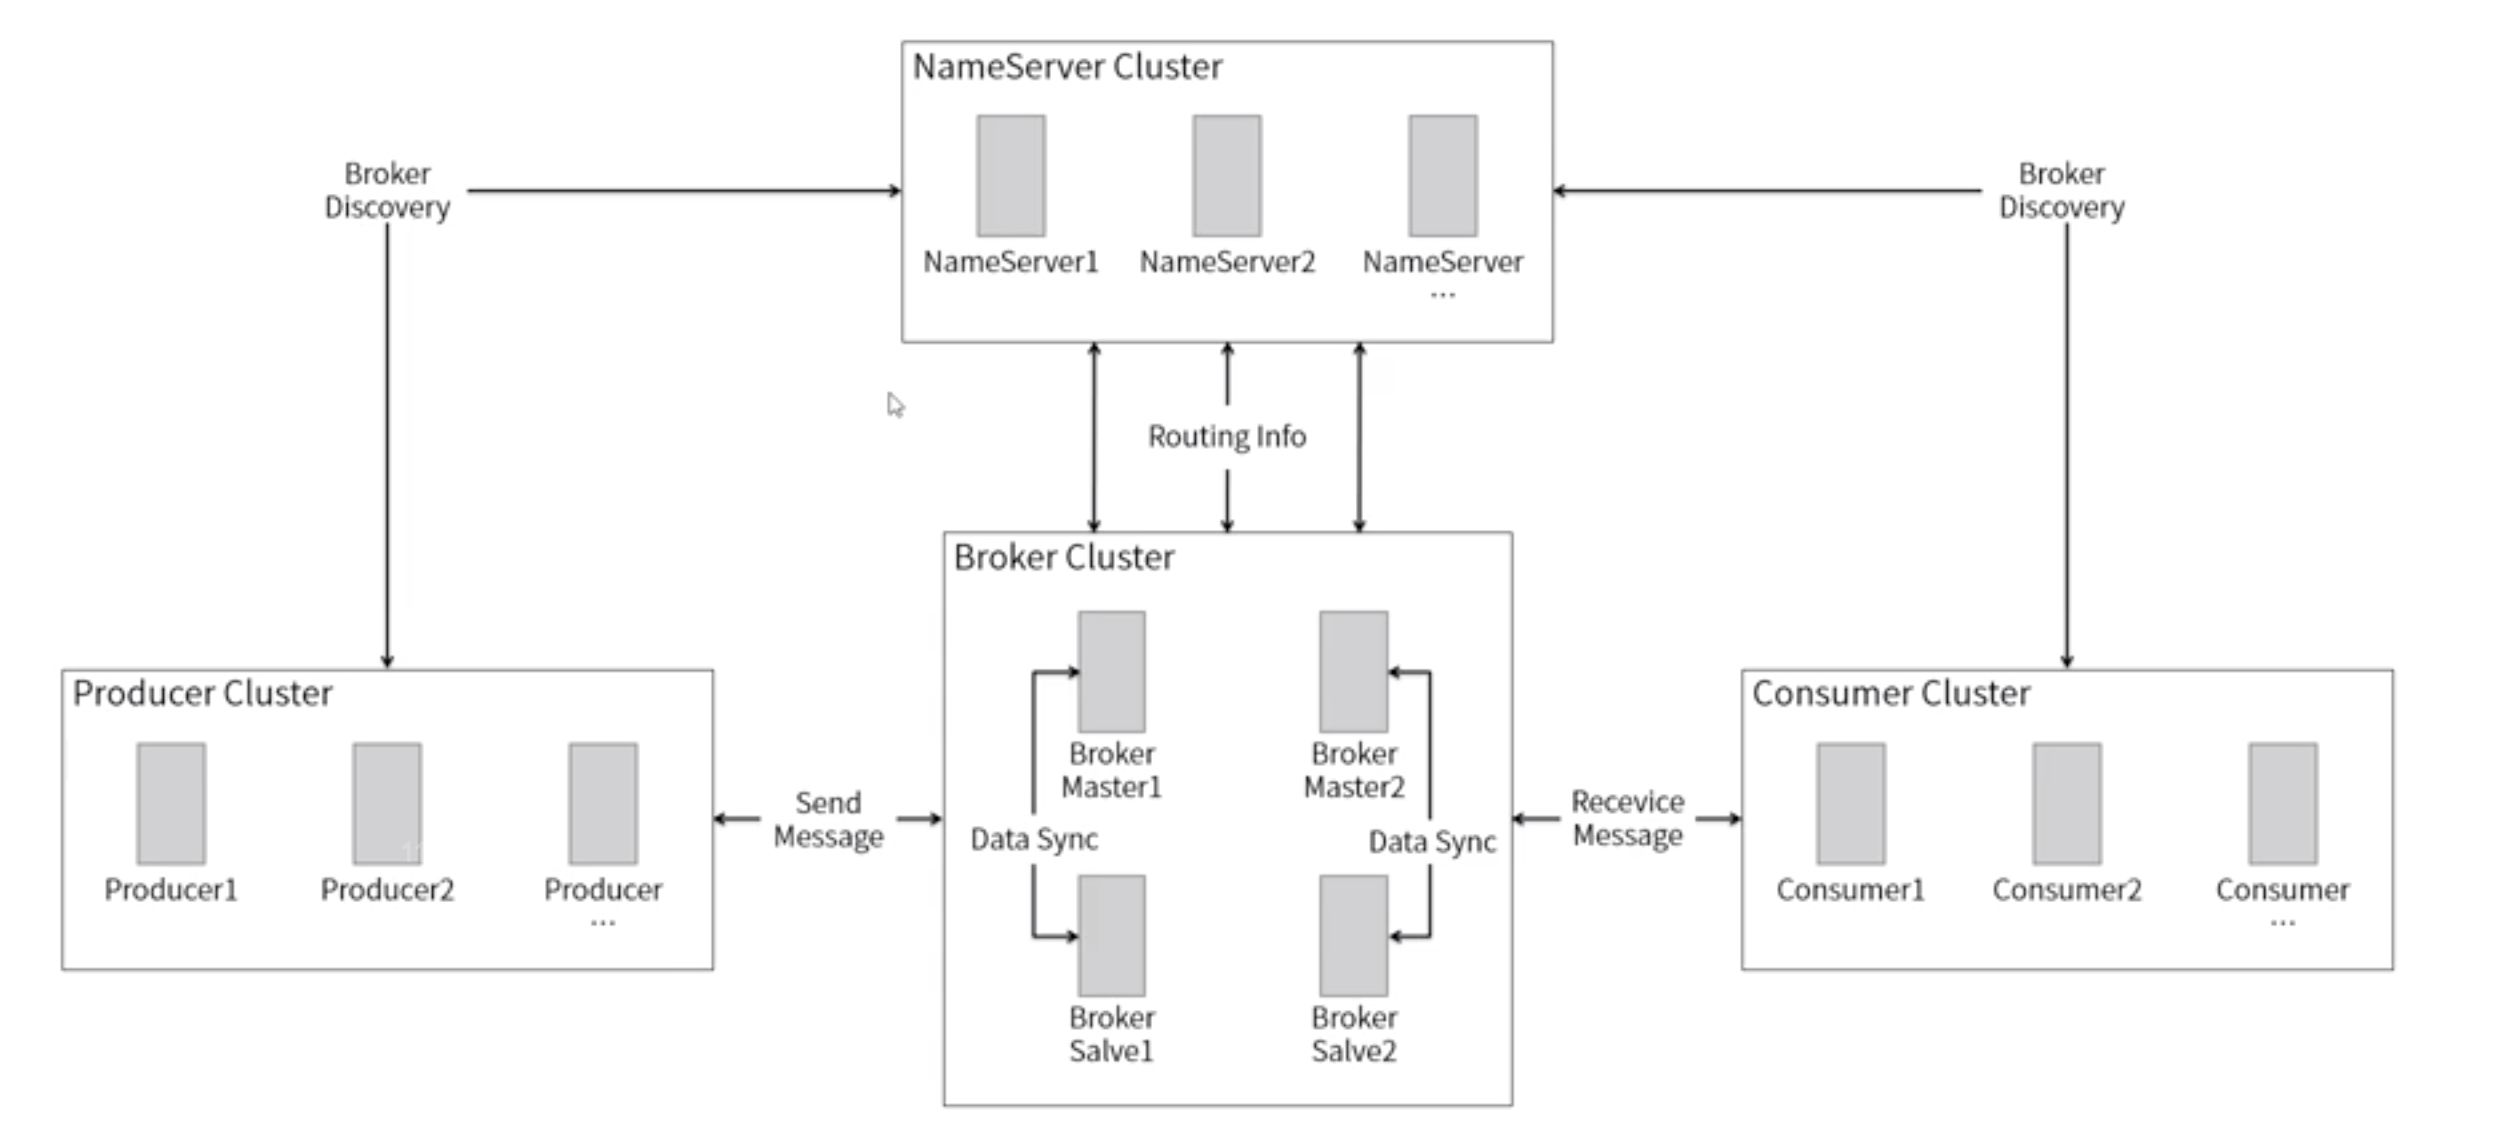 NameServer Cluster
NameServer1
NameServer2
NameServer
...
Broker
Discovery
Broker
Discovery
Routing Info
Producer Cluster
Producer1
Producer2
Producer
...
Send
Message
Broker Cluster
Broker
Master1
Broker
Master2
Data Sync
Data Sync
Broker
Salve1
Broker
Salve2
Recevice
Message
Consumer Cluster
Consumer1
Consumer2
Consumer
...